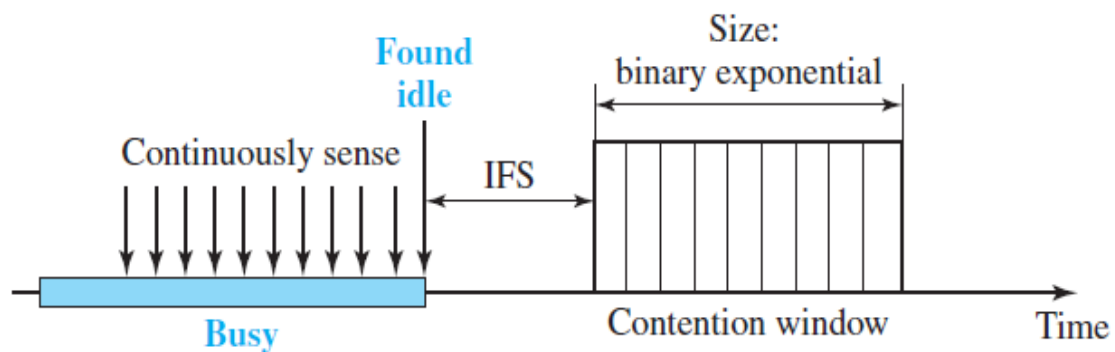 Size:
binary exponential
Found
idle
Continuously sense
IFS
Busy
Contention window
Time